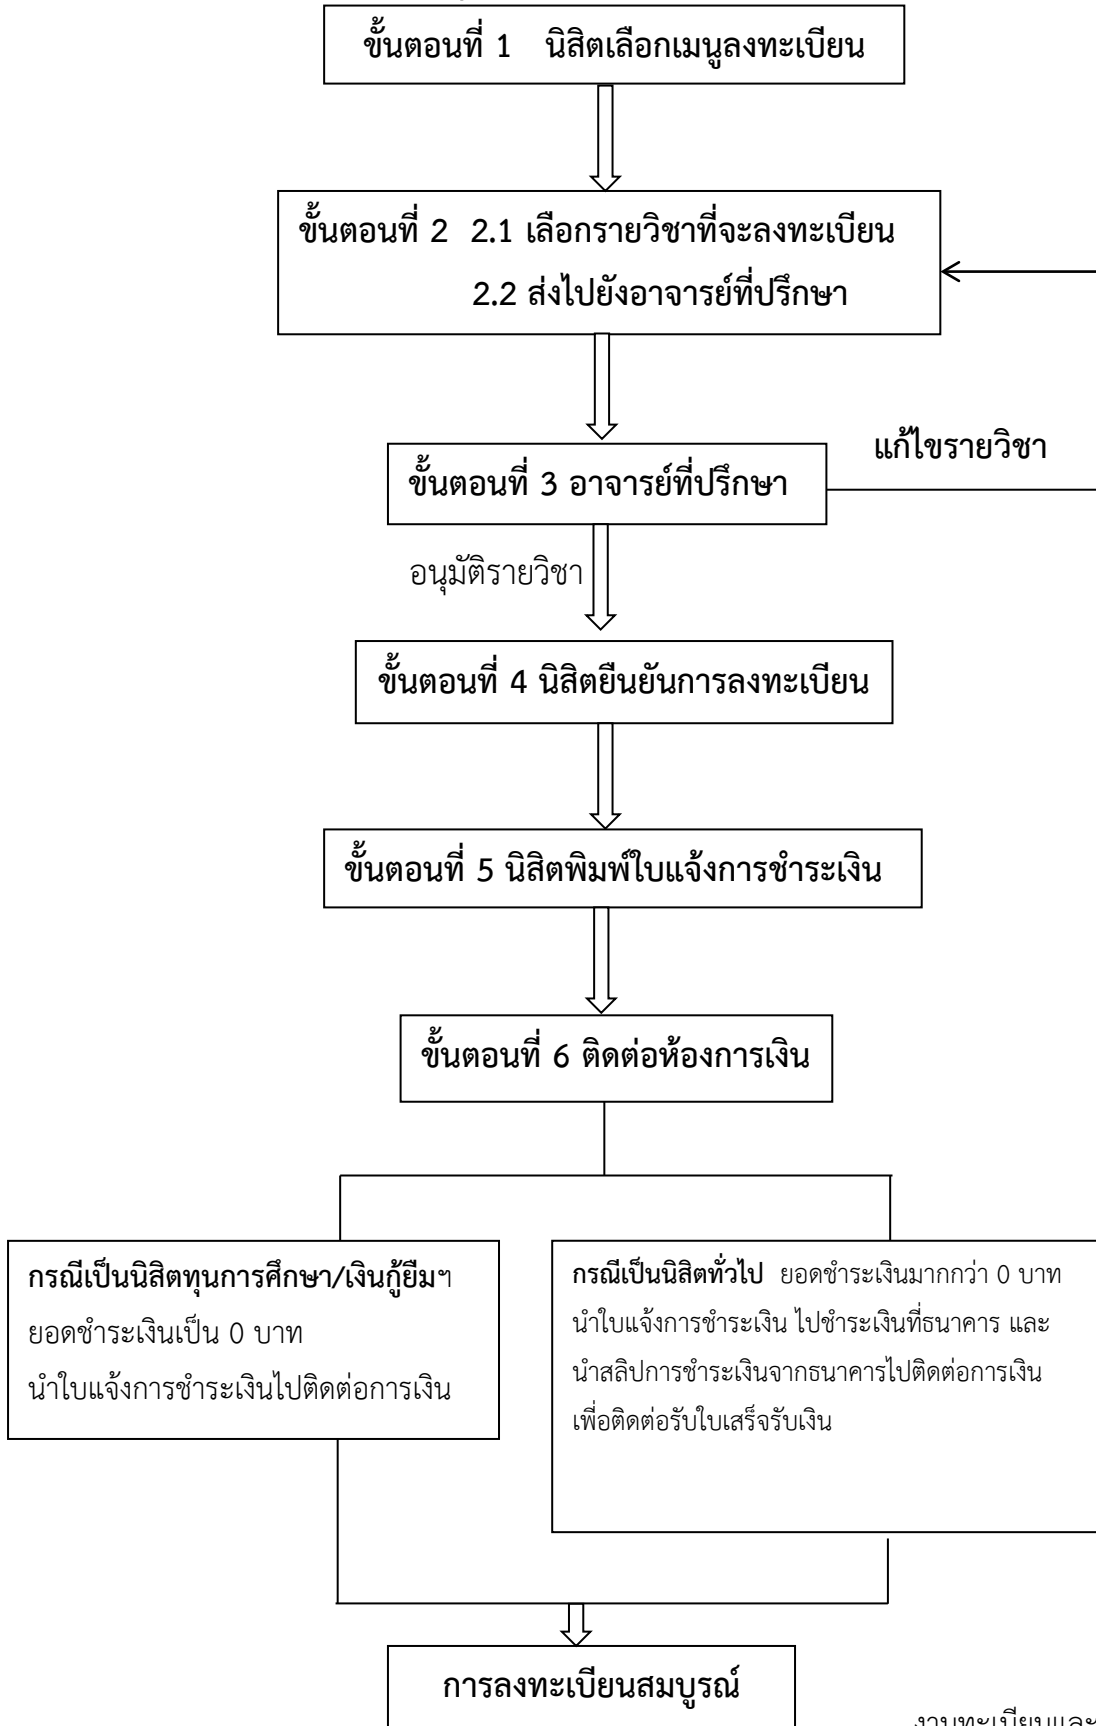 ขั้นตอนที่ 1 นิสิตเลือกเมนูลงทะเบียน
ขั้นตอนที่ 2 2.1 เลือกรายวิชาที่จะลงทะเบียน
2.2 ส่งไปยังอาจารย์ที่ปรึกษา
แก้ไขรายวิชา
ขั้นตอนที่ 3 อาจารย์ที่ปรึกษา
อนุมัติรายวิชา
ขั้นตอนที่ 4 นิสิตยืนยันการลงทะเบียน
ขั้นตอนที่ 5 นิสิตพิมพ์ใบแจ้งการชำระเงิน
ขั้นตอนที่ 6 ติดต่อห้องการเงิน
กรณีเป็นนิสิตทุนการศึกษา/เงินกู้ยืมฯ
ยอดชำระเงินเป็น 0 บาท
นำใบแจ้งการชำระเงินไปติดต่อการเงิน
กรณีเป็นนิสิตทั่วไป ยอดชำระเงินมากกว่า 0 บาท
นำใบแจ้งการชำระเงิน ไปชำระเงินที่ธนาคาร และ
นำสลิปการชำระเงินจากธนาคารไปติดต่อการเงิน
เพื่อติดต่อรับใบเสร็จรับเงิน
การลงทะเบียนสมบูรณ์
งานทะเบียนและ